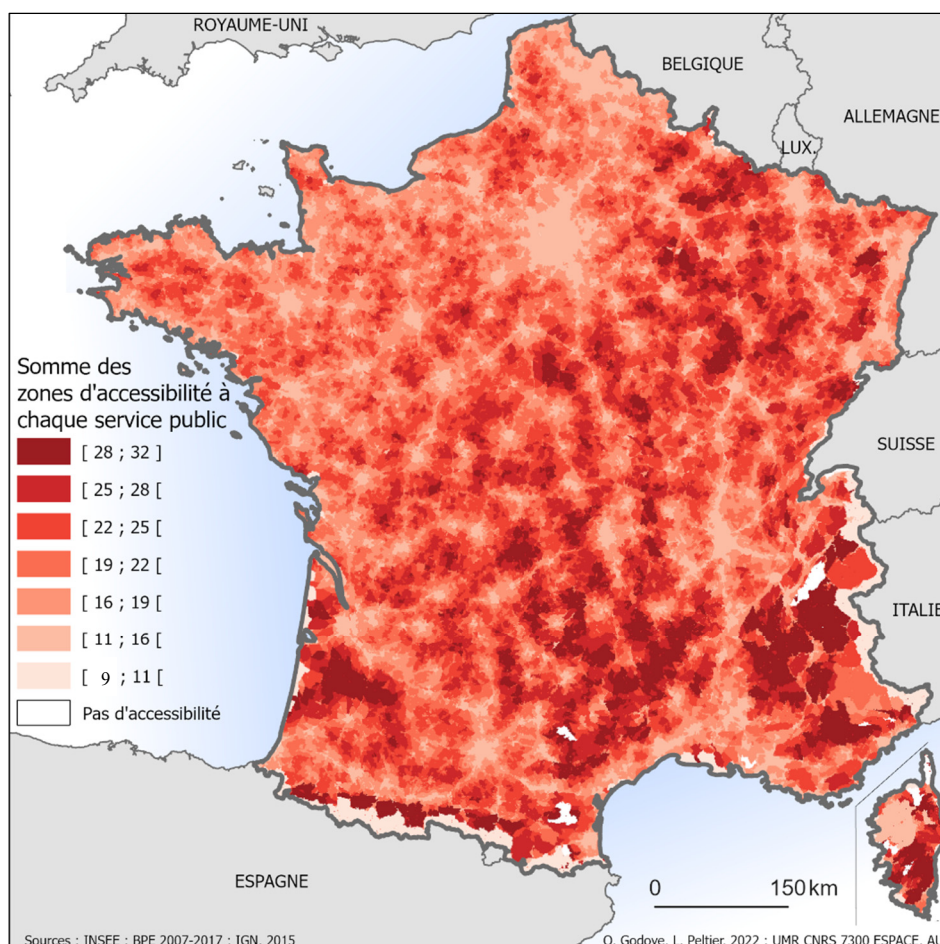 ROYAUME-UNI
BELGIQUE
ALLEMAGNE
LUX.
Somme des
zones d'accessibilité à
chaque service public
[ 28 ; 32 ]
[ 25 ; 28 [
[ 22 ; 25 [
[ 19 ; 22 [
[ 16 ; 19 [
[ 11 ; 16 [
[ 9 ; 11 [
Pas d'accessibilité
SUISSE
ITALIE
ESPAGNE
0 150 km
Sources : INSEE ; BPE 2007-2017 ; IGN, 2015
O. Godoye, L. Peltier, 2022 ; UMR CNRS 7300 ESPACE, AU